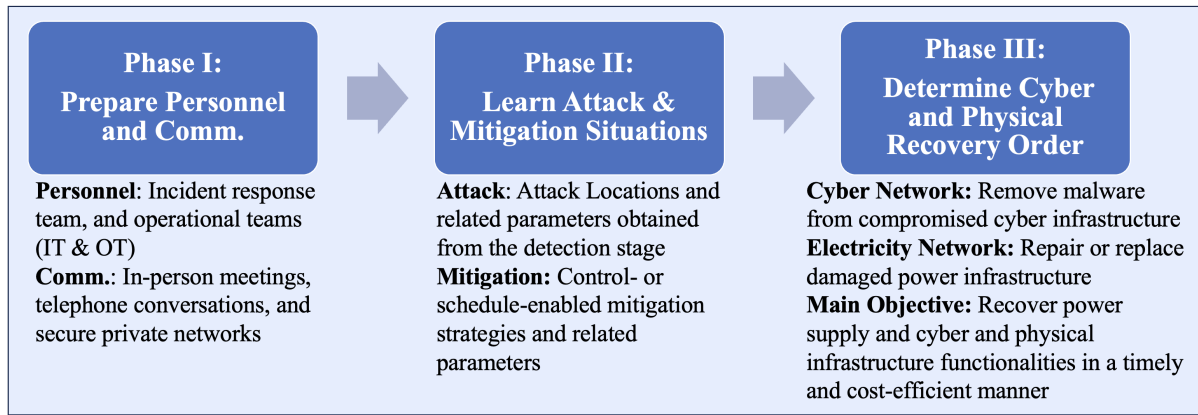 Phase I:
Prepare Personnel
and Comm.
Personnel: Incident response
team, and operational teams
(IT & OT)
Comm.: In-person meetings,
telephone conversations, and
secure private networks
Phase II:
Learn Attack &
Mitigation Situations
Attack: Attack Locations and
related parameters obtained
from the detection stage
Mitigation: Control- or
schedule-enabled mitigation
strategies and related
parameters
Phase III:
Determine Cyber
and Physical
Recovery Order
Cyber Network: Remove malware
from compromised cyber infrastructure
Electricity Network: Repair or replace
damaged power infrastructure
Main Objective: Recover power
supply and cyber and physical
infrastructure functionalities in a timely
and cost-efficient manner